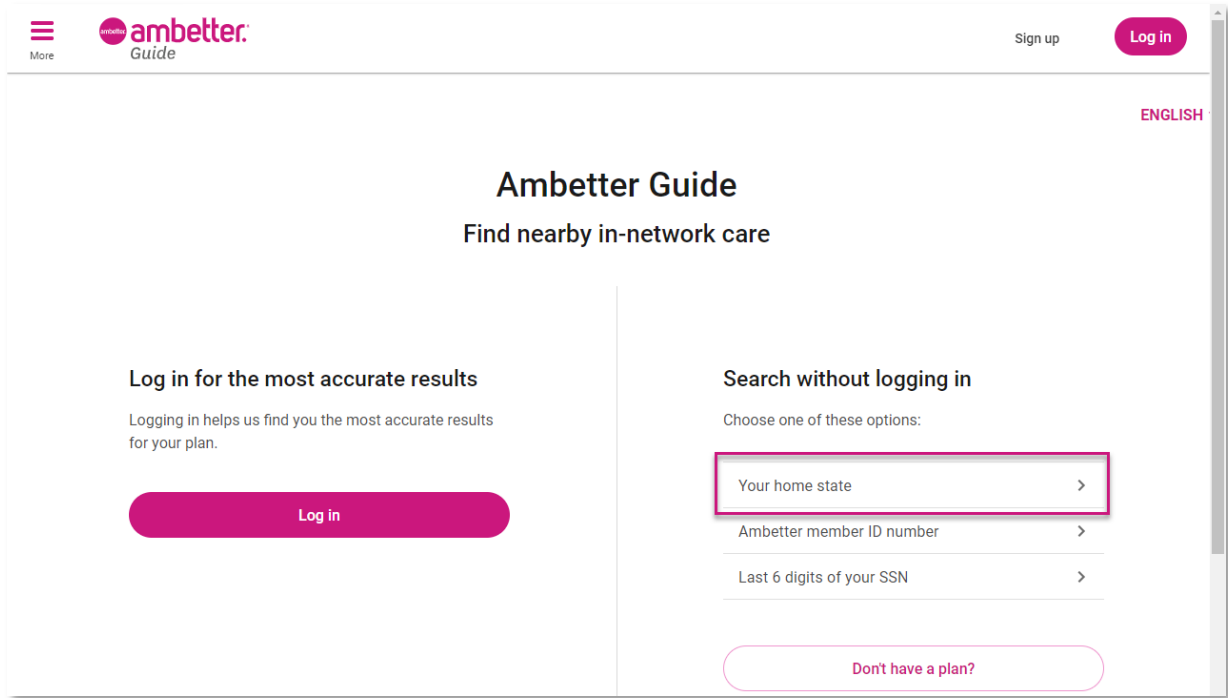 More
ambetter
ambetter.
Guide
Sign up
Log in
ENGLISH
Ambetter Guide
Find nearby in-network care
Log in for the most accurate results
Logging in helps us find you the most accurate results
for your plan.
Log in
Search without logging in
Choose one of these options:
Your home state
Ambetter member ID number
Last 6 digits of your SSN
Don't have a plan?